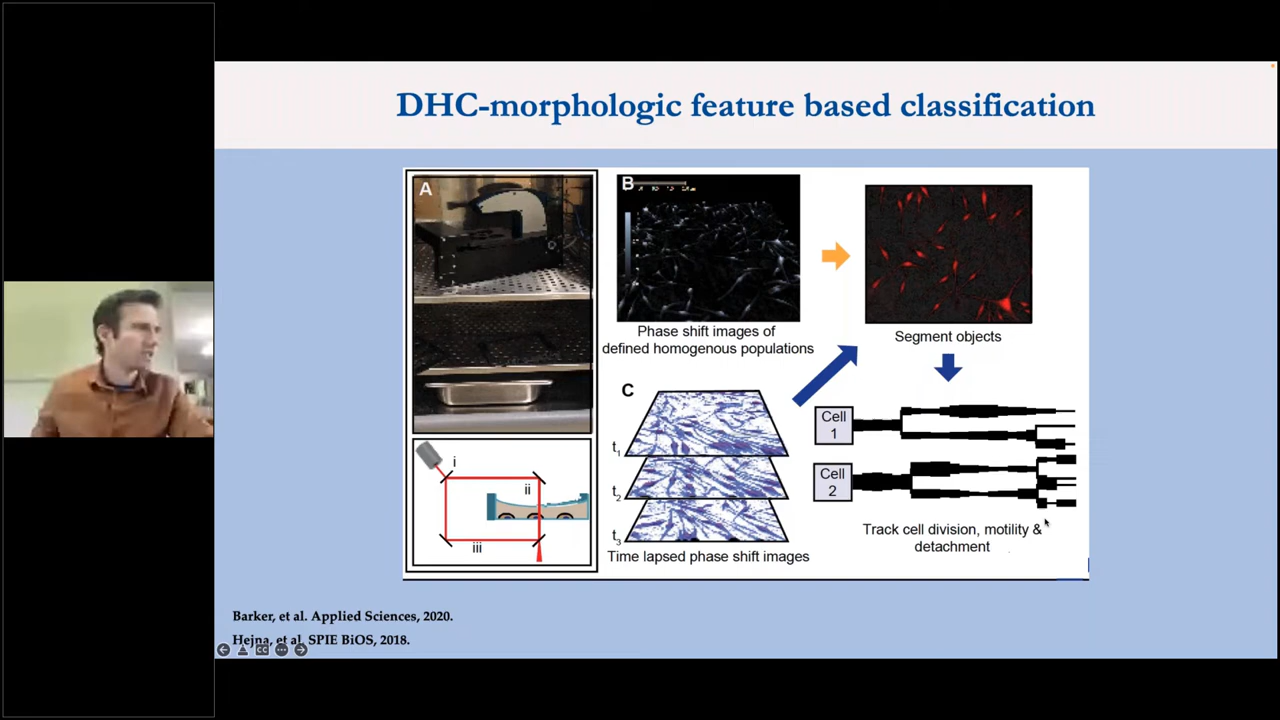 DHC-morphologic feature based classification
A
B
Phase shift images of
defined homogenous populations
Segment objects
i
ii
iii
C
t1
t2
t3
Time lapsed phase shift images
Cell
1
Cell
2
Track cell division, motility &
detachment
Barker, et al. Applied Sciences, 2020.
Hejna, et al. SPIE BiOS, 2018.
CC